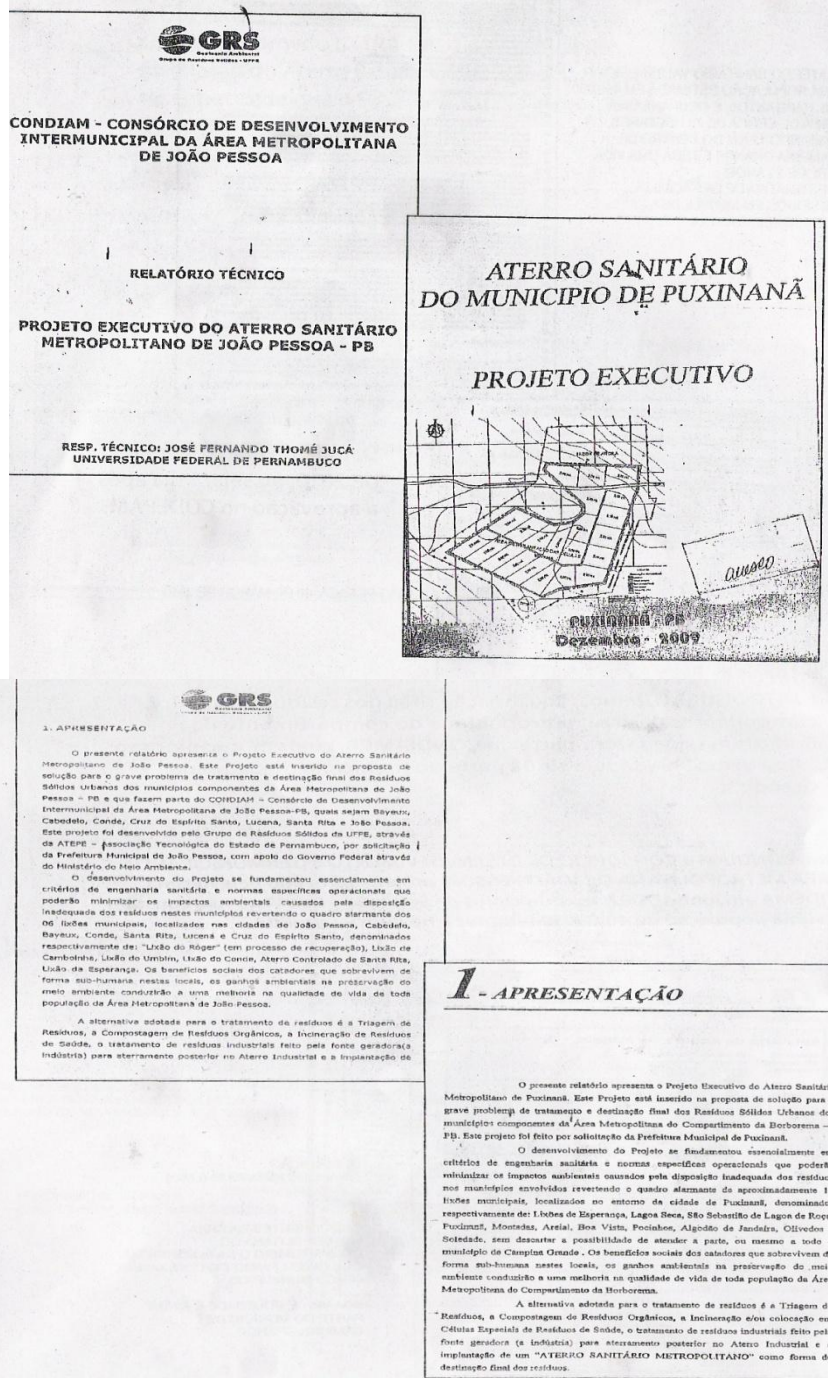 GRS
Geotecnia Ambiental
Grupo de Resíduos Sólidos - UFPE
CONDIAM - CONSÓRCIO DE DESENVOLVIMENTO
INTERMUNICIPAL DA ÁREA METROPOLITANA
DE JOÃO PESSOA
RELATÓRIO TÉCNICO
PROJETO EXECUTIVO DO ATERRO SANITÁRIO
METROPOLITANO DE JOÃO PESSOA - PB
RESP. TÉCNICO: JOSÉ FERNANDO THOMÉ JUCÁ
UNIVERSIDADE FEDERAL DE PERNAMBUCO
ATERRO SANITÁRIO
DO MUNICIPIO DE PUXINANÃ
PROJETO EXECUTIVO
anexo
PUXINANÃ - PB
Dezembro - 2009
GRS
1. APRESENTAÇÃO
O presente relatório apresenta o Projeto Executivo do Aterro Sanitário
Metropolitano de João Pessoa. Este Projeto está inserido na proposta de
solução para o grave problema de tratamento e destinação final dos Resíduos
Sólidos Urbanos dos municípios componentes da Área Metropolitana de João
Pessoa - PB e que fazem parte do CONDIAM - Consórcio de Desenvolvimento
Intermunicipal da Área Metropolitana de João Pessoa-PB, quais sejam Bayeux,
Cabedelo, Conde, Cruz do Espírito Santo, Lucena, Santa Rita e João Pessoa.
Este projeto foi desenvolvido pelo Grupo de Resíduos Sólidos da UFPE, através
da ATEPE - Associação Tecnológica do Estado de Pernambuco, por solicitação
da Prefeitura Municipal de João Pessoa, com apoio do Governo Federal através
do Ministério do Meio Ambiente.
O desenvolvimento do Projeto se fundamentou essencialmente em
critérios de engenharia sanitária e normas específicas operacionais que
poderão minimizar os impactos ambientais causados pela disposição
inadequada dos resíduos nestes municípios revertendo o quadro alarmante dos
06 lixões municipais, localizadas nas cidades de João Pessoa, Cabedelo,
Bayeux, Conde, Santa Rita, Lucena e Cruz do Espírito Santo, denominados
respectivamente de: "Lixão do Róger" (em processo de recuperação), Lixão de
Camboinha, Lixão do Umbim, Lixão do Conde, Aterro Controlado de Santa Rita,
Lixão da Esperança. Os benefícios sociais dos catadores que sobrevivem de
forma sub-humana nestes locais, os ganhos ambientais na preservação do
meio ambiente conduzirão a uma melhoria na qualidade de vida de toda
população da Área Metropolitana de João Pessoa.
A alternativa adotada para o tratamento de resíduos é a Triagem de
Resíduos, a Compostagem de Resíduos Orgânicos, a Incineração de Resíduos
de Saúde, o tratamento de resíduos industriais feito pela fonte geradora(a
indústria) para aterramento posterior no Aterro Industrial e a implantação de
1 - APRESENTAÇÃO
O presente relatório apresenta o Projeto Executivo do Aterro Sanitári
Metropolitano de Puxinanã. Este Projeto está inserido na proposta de solução para
grave problema de tratamento e destinação final dos Resíduos Sólidos Urbanos do
municípios componentes da Área Metropolitana do Compartimento da Borborema –
PB. Este projeto foi feito por solicitação da Prefeitura Municipal de Puxinanã.
O desenvolvimento do Projeto se fundamentou essencialmente em
critérios de engenharia sanitária e normas específicas operacionais que poderã
minimizar os impactos ambientais causados pela disposição inadequada dos resíduo
nos municípios envolvidos revertendo o quadro alarmante da aproximadamente 1
lixões municipais, localizados no entorno da cidade de Puxinanã, denominado
respectivamente de: Lixões de Esperança, Lagoa Seca, São Sebastião de Lagoa de Roça
Puxinanã, Montadas, Areial, Boa Vista, Pocinhos, Algodão de Jandaíra, Olivedos
Soledade, sem descartar a possibilidade de atender a parte, ou mesmo a todo
município de Campina Grande . Os benefícios sociais dos catadores que sobrevivem d
forma sub-humana nestes locais, os ganhos ambientais na preservação do mei
ambiente conduzirão a uma melhoria na qualidade de vida de toda população da Áre
Metropolitana do Compartimento da Borborema.
A alternativa adotada para o tratamento de resíduos é a Triagem d
Resíduos, a Compostagem de Resíduos Orgânicos, a Incineração e/ou colocação em
Células Especiais de Resíduos de Saúde, o tratamento de resíduos industriais feito pel
fonte geradora (a indústria) para aterramento posterior no Aterro Industrial e
implantação de um "ATERRO SANITÁRIO METROPOLITANO" como forma d
destinação final dos resíduos.